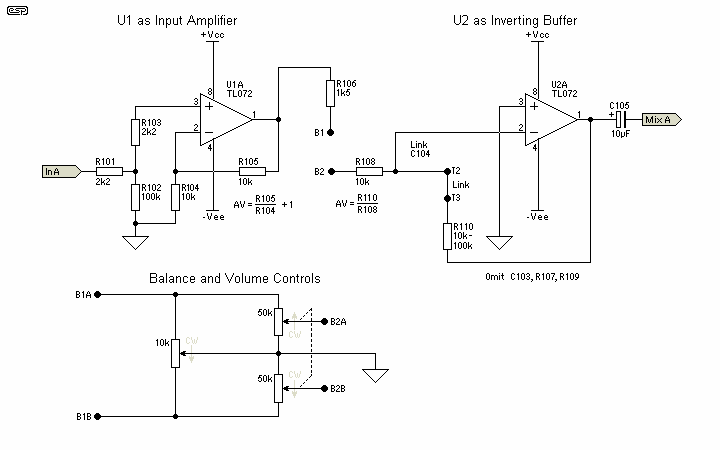 esp
U1 as Input Amplifier
U2 as Inverting Buffer
+Vcc
+Vcc
U1A
TL072
8
3
+
2
−
1
4
-Vee
R106
1k5
B1
U2A
TL072
8
+
2
−
1
4
-Vee
C105
+
10µF
Mix A
R103
2k2
In A
R101
2k2
R102
100k
R104
10k
R105
10k
AV = R105
R104 + 1
Link
C104
B2
R108
10k
AV = R110
R108
T2
Link
T3
R110
10k-
100k
Omit C103, R107, R109
Balance and Volume Controls
B1A
50k
CW
B2A
10k
CW
50k
CW
B2B
B1B